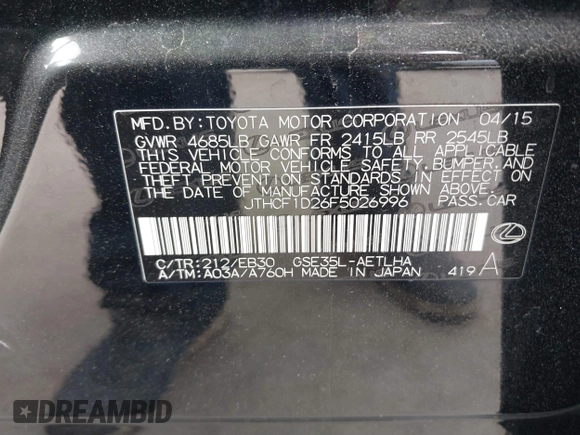 MFD.BY:TOYOTA MOTOR CORPORATION 04/15
GVWR 4685LB GAWR FR 2415LB RR 2545LB
THIS VEHICLE CONFORMS TO ALL APPLICABLE
FEDERAL MOTOR VEHICLE SAFETY,BUMPER,AND
THEFT PREVENTION STANDARDS IN EFFECT ON
THE DATE OF MANUFACTURE SHOWN ABOVE.
JTHCF1D26F5026996 PASS.CAR
C/TR:212/EB30 GSE35L-AETLHA
A/TM:A03A/A760H MADE IN JAPAN 419 A
DREAMBID